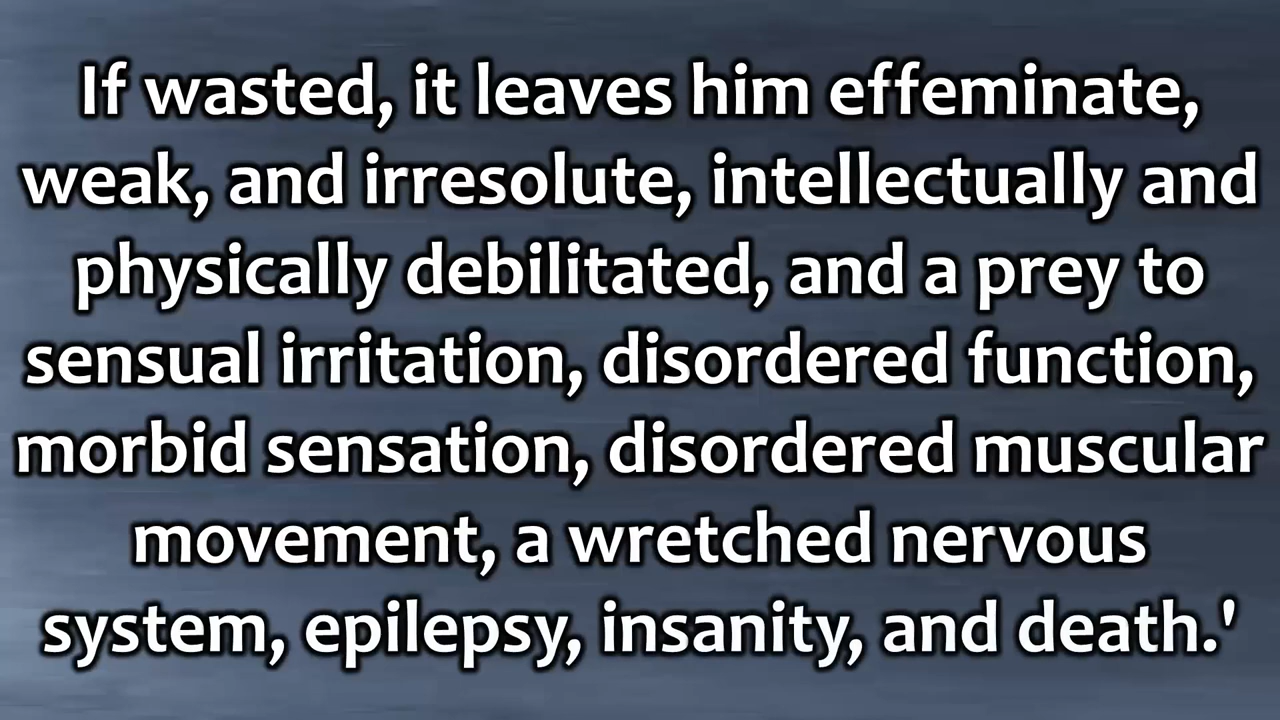 If wasted, it leaves him effeminate,
weak, and irresolute, intellectually and
physically debilitated, and a prey to
sensual irritation, disordered function,
morbid sensation, disordered muscular
movement, a wretched nervous
system, epilepsy, insanity, and death.'